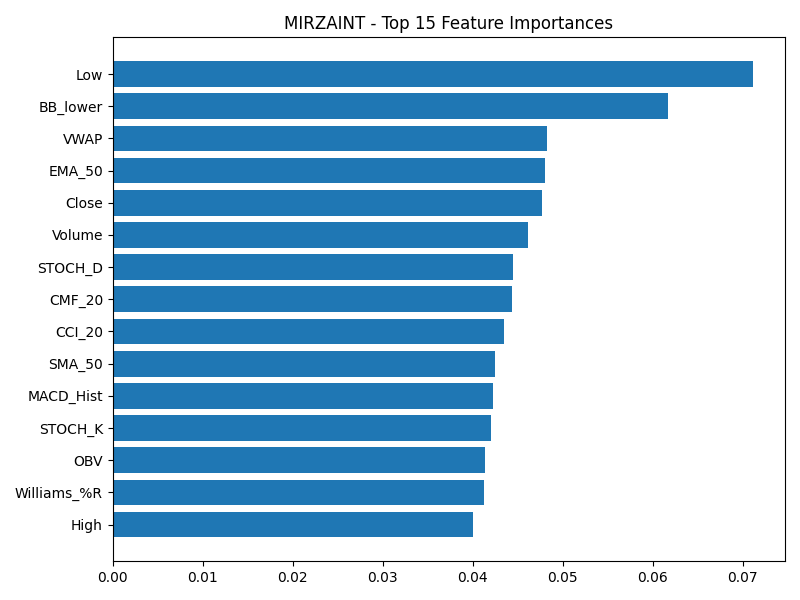 MIRZAINT - Top 15 Feature Importances
Low
BB_lower
VWAP
EMA_50
Close
Volume
STOCH_D
CMF_20
CCI_20
SMA_50
MACD_Hist
STOCH_K
OBV
Williams_%R
High
0.00 0.01 0.02 0.03 0.04 0.05 0.06 0.07